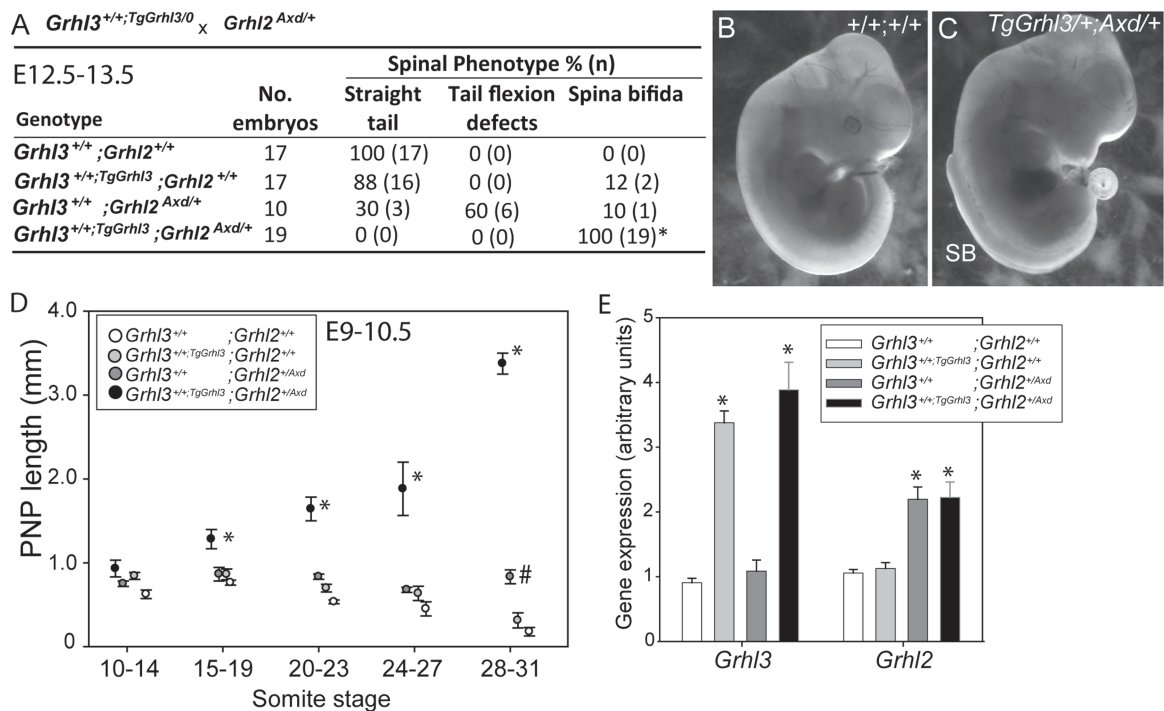 A Grhl3+/+;TgGrhl3/0 x Grhl2Axd/+
E12.5-13.5
Spinal Phenotype % (n)
Genotype No. embryos Straight tail Tail flexion defects Spina bifida
Grhl3+/+ ;Grhl2+/+ 17 100 (17) 0 (0) 0 (0)
Grhl3+/+;TgGrhl3 ;Grhl2+/+ 17 88 (16) 0 (0) 12 (2)
Grhl3+/+ ;Grhl2Axd/+ 10 30 (3) 60 (6) 10 (1)
Grhl3+/+;TgGrhl3 ;Grhl2Axd/+ 19 0 (0) 0 (0) 100 (19)*
B +/+;+/+
C TgGrhl3/+;Axd/+
SB
D
E9-10.5
Grhl3+/+ ;Grhl2+/+
Grhl3+/+;TgGrhl3 ;Grhl2+/+
Grhl3+/+ ;Grhl2+/Axd
Grhl3+/+;TgGrhl3 ;Grhl2+/Axd
PNP length (mm)
4.0
3.0
2.0
1.0
0
*
*
*
*
#
10-14 15-19 20-23 24-27 28-31
Somite stage
E
Grhl3+/+ ;Grhl2+/+
Grhl3+/+;TgGrhl3 ;Grhl2+/+
Grhl3+/+ ;Grhl2+/Axd
Grhl3+/+;TgGrhl3 ;Grhl2+/Axd
Gene expression (arbitrary units)
5
4
3
2
1
0
* * * *
Grhl3 Grhl2